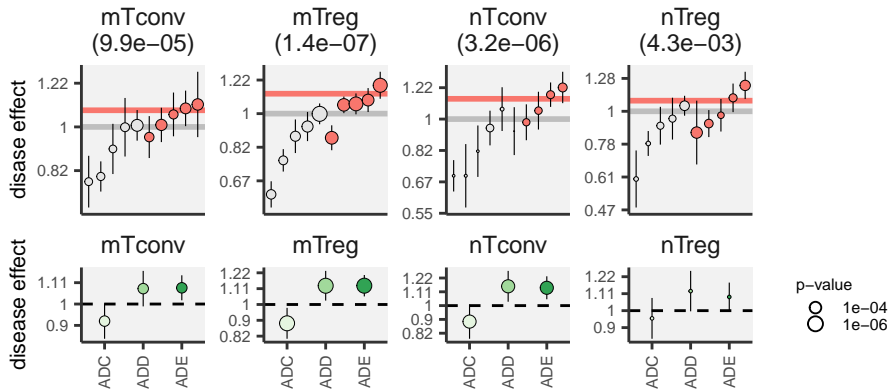 mTconv mTreg nTconv nTreg
(9.9e−05) (1.4e−07) (3.2e−06) (4.3e−03)
disase effect
1.22
1
0.82
1.22
1
0.82
0.67
1.22
1
0.82
0.67
0.55
1.28
1
0.78
0.61
0.47
mTconv mTreg nTconv nTreg
disease effect
1.11
1
0.9
1.22
1.11
1
0.9
0.82
1.22
1.11
1
0.9
0.82
1.22
1.11
1
0.9
ADC ADD ADE
ADC ADD ADE
ADC ADD ADE
ADC ADD ADE
p−value
1e−04
1e−06